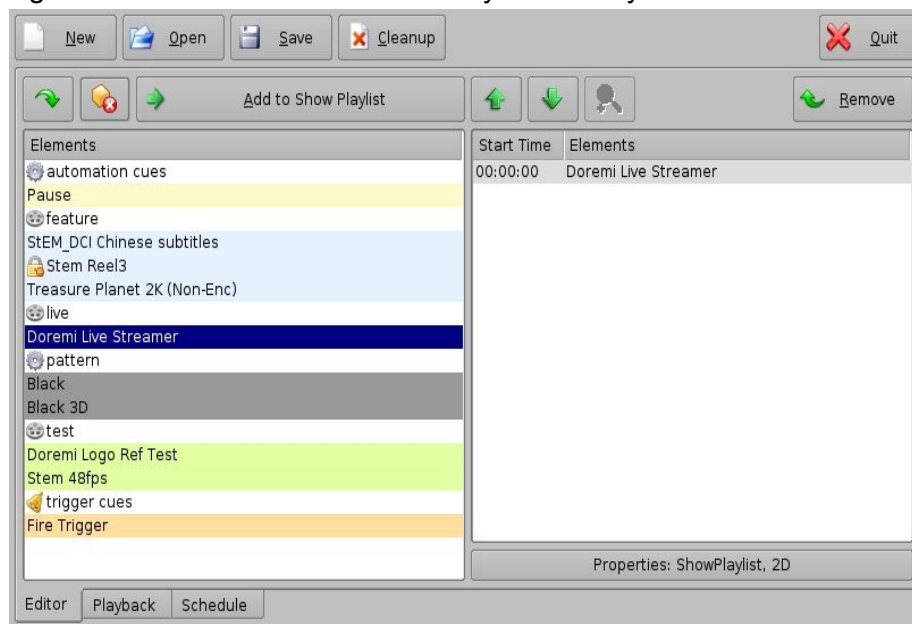 New Open Save Cleanup Quit
Add to Show Playlist Remove
Elements
automation cues
Pause
feature
StEM_DCI Chinese subtitles
Stem Reel3
Treasure Planet 2K (Non-Enc)
live
Doremi Live Streamer
pattern
Black
Black 3D
test
Doremi Logo Ref Test
Stem 48fps
trigger cues
Fire Trigger
Start Time Elements
00:00:00 Doremi Live Streamer
Properties: ShowPlaylist, 2D
Editor Playback Schedule